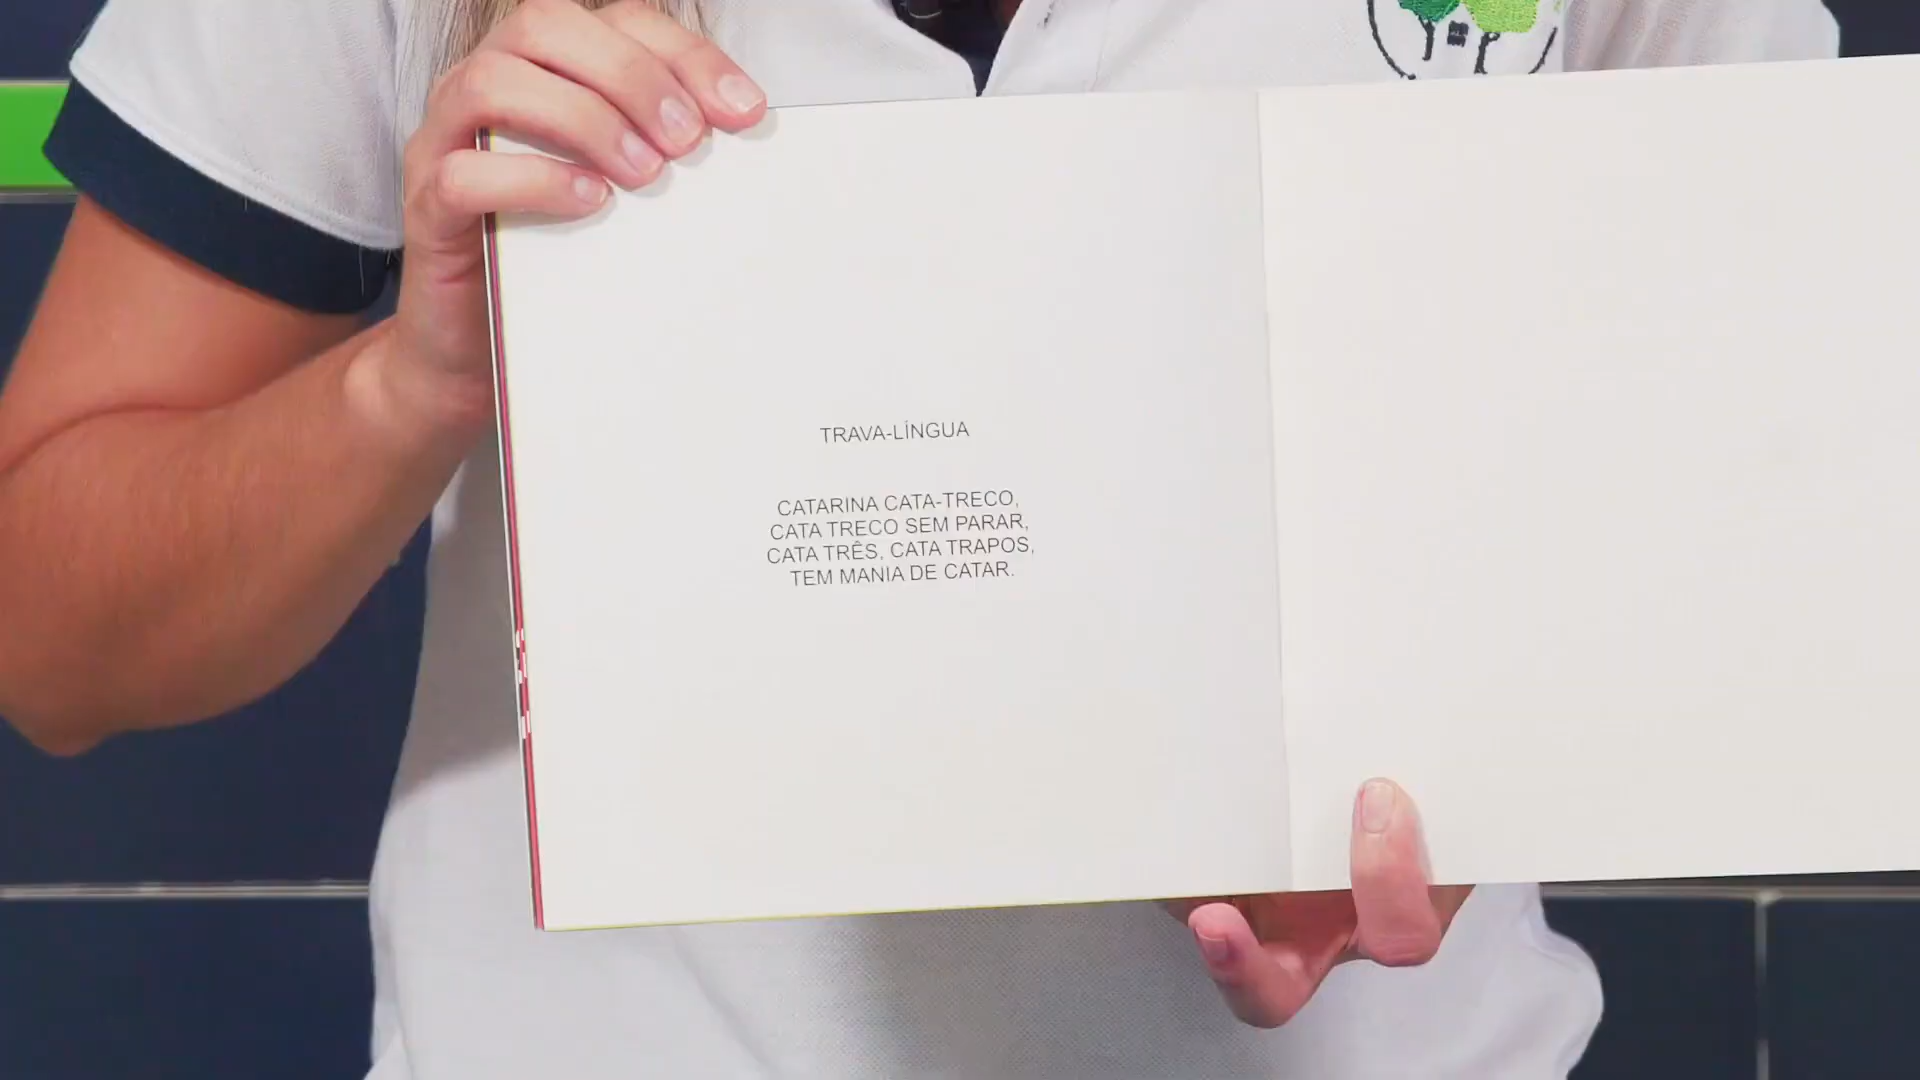 TRAVA-LÍNGUA
CATARINA CATA-TRECO,
CATA TRECO SEM PARAR,
CATA TRÊS, CATA TRAPOS,
TEM MANIA DE CATAR.